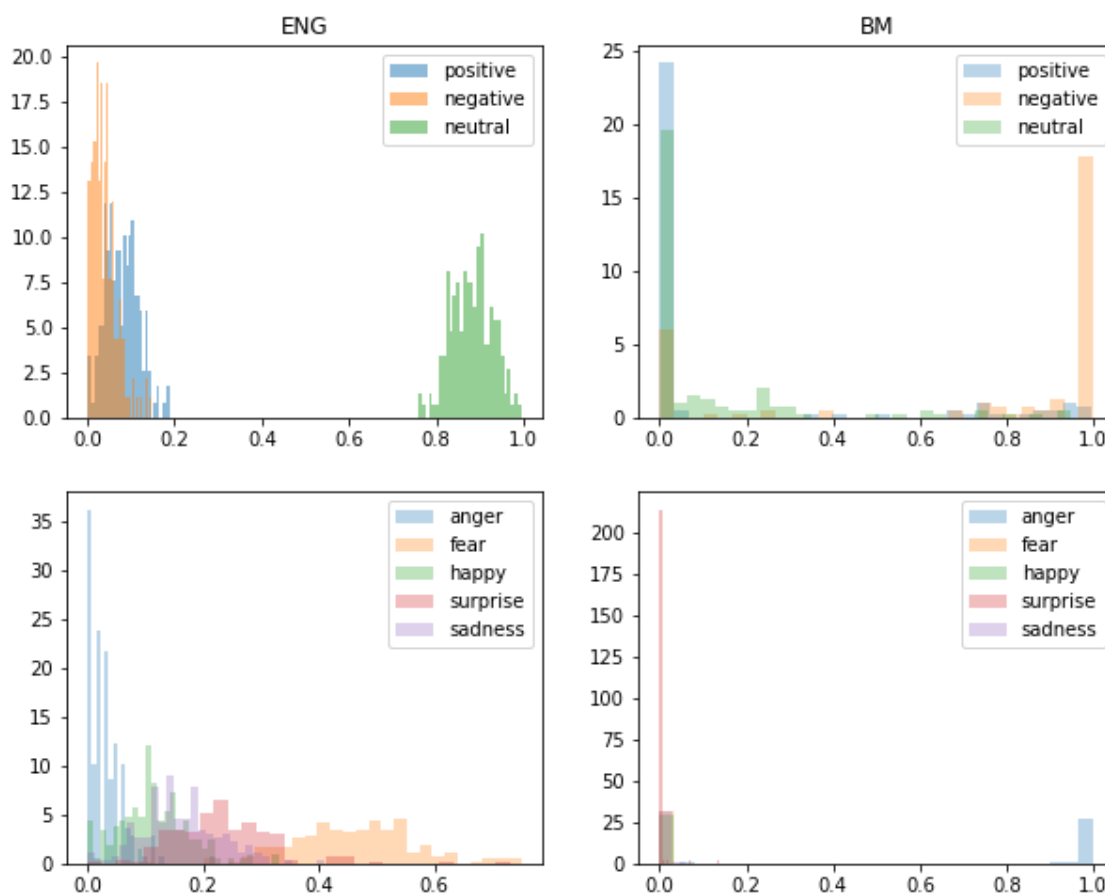 ENG
20.0
17.5
15.0
12.5
10.0
7.5
5.0
2.5
0.0
0.0 0.2 0.4 0.6 0.8 1.0
positive
negative
neutral
BM
25
20
15
10
5
0
0.0 0.2 0.4 0.6 0.8 1.0
positive
negative
neutral
35
30
25
20
15
10
5
0
0.0 0.2 0.4 0.6
anger
fear
happy
surprise
sadness
200
175
150
125
100
75
50
25
0
0.0 0.2 0.4 0.6 0.8 1.0
anger
fear
happy
surprise
sadness